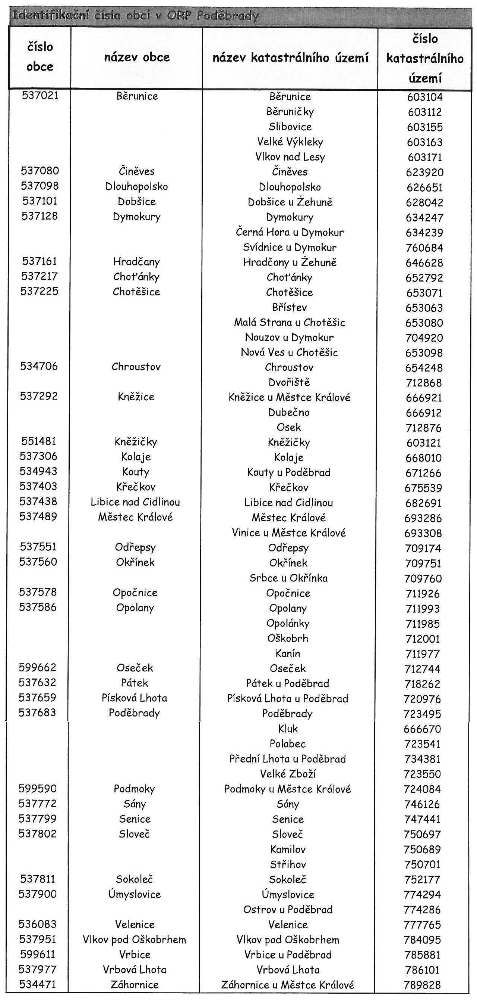 Identifikační čísla obcí v ORP Poděbrady
číslo obce název obce název katastrálního území číslo katastrálního území
537021 Běrunice Běrunice 603104
Běruničky 603112
Slibovice 603155
Velké Výkleky 603163
Vlkov nad Lesy 603171
537080 Činěves Činěves 623920
537098 Dlouhopolsko Dlouhopolsko 626651
537101 Dobšice Dobšice u Žehuně 628042
537128 Dymokury Dymokury 634247
Černá Hora u Dymokur 634239
Svídnice u Dymokur 760684
537161 Hradčany Hradčany u Žehuně 646628
537217 Choťánky Choťánky 652792
537225 Chotěšice Chotěšice 653071
Břístev 653063
Malá Strana u Chotěšic 653080
Nouzov u Dymokur 704920
Nová Ves u Chotěšic 653098
534706 Chroustov Chroustov 654248
Dvořiště 712868
537292 Kněžice Kněžice u Městce Králové 666921
Dubečno 666912
Osek 712876
551481 Kněžičky Kněžičky 603121
537306 Kolaje Kolaje 668010
534943 Kouty Kouty u Poděbrad 671266
537403 Křečkov Křečkov 675539
537438 Libice nad Cidlinou Libice nad Cidlinou 682691
537489 Městec Králové Městec Králové 693286
Vinice u Městce Králové 693308
537551 Odřepsy Odřepsy 709174
537560 Okřínek Okřínek 709751
Srbce u Okřínka 709760
537578 Opočnice Opočnice 711926
537586 Opolany Opolany 711993
Opolánky 711985
Oškobrh 712001
Kanín 711977
599662 Oseček Oseček 712744
537632 Pátek Pátek u Poděbrad 718262
537659 Písková Lhota Písková Lhota u Poděbrad 720976
537683 Poděbrady Poděbrady 723495
Kluk 666670
Polabec 723541
Přední Lhota u Poděbrad 734381
Velké Zboží 723550
599590 Podmoky Podmoky u Městce Králové 724084
537772 Sány Sány 746126
537799 Senice Senice 747441
537802 Sloveč Sloveč 750697
Kamilov 750689
Střihov 750701
537811 Sokoleč Sokoleč 752177
537900 Úmyslovice Úmyslovice 774294
Ostrov u Poděbrad 774286
536083 Velenice Velenice 777765
537951 Vlkov pod Oškobrhem Vlkov pod Oškobrhem 784095
599611 Vrbice Vrbice u Poděbrad 785881
537977 Vrbová Lhota Vrbová Lhota 786101
534471 Záhornice Záhornice u Městce Králové 789828